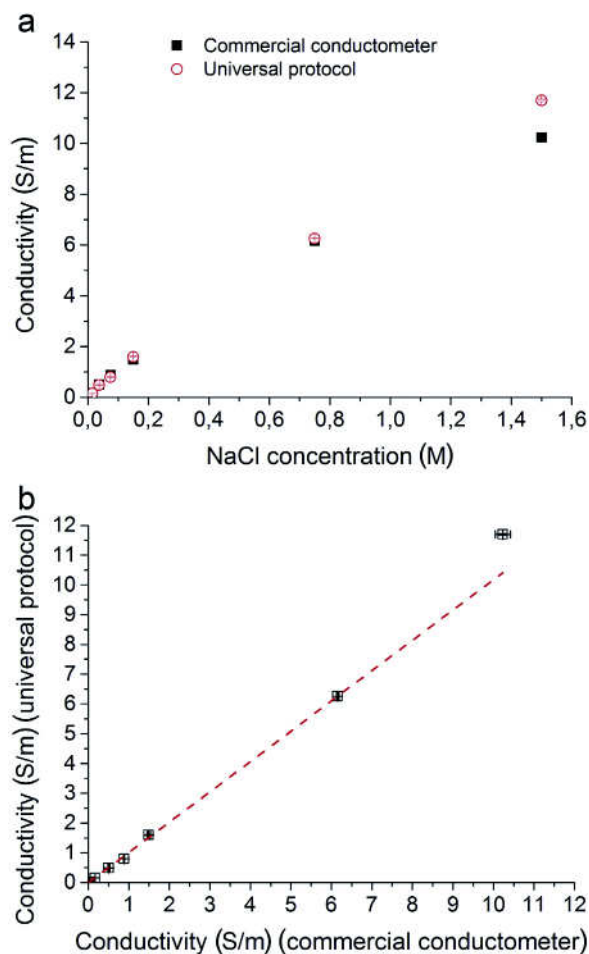 a
Commercial conductometer
Universal protocol
14
12
10
8
6
4
2
0
Conductivity (S/m)
0,0 0,2 0,4 0,6 0,8 1,0 1,2 1,4 1,6
NaCl concentration (M)
b
12
11
10
9
8
7
6
5
4
3
2
1
0
Conductivity (S/m) (universal protocol)
0 1 2 3 4 5 6 7 8 9 10 11 12
Conductivity (S/m) (commercial conductometer)